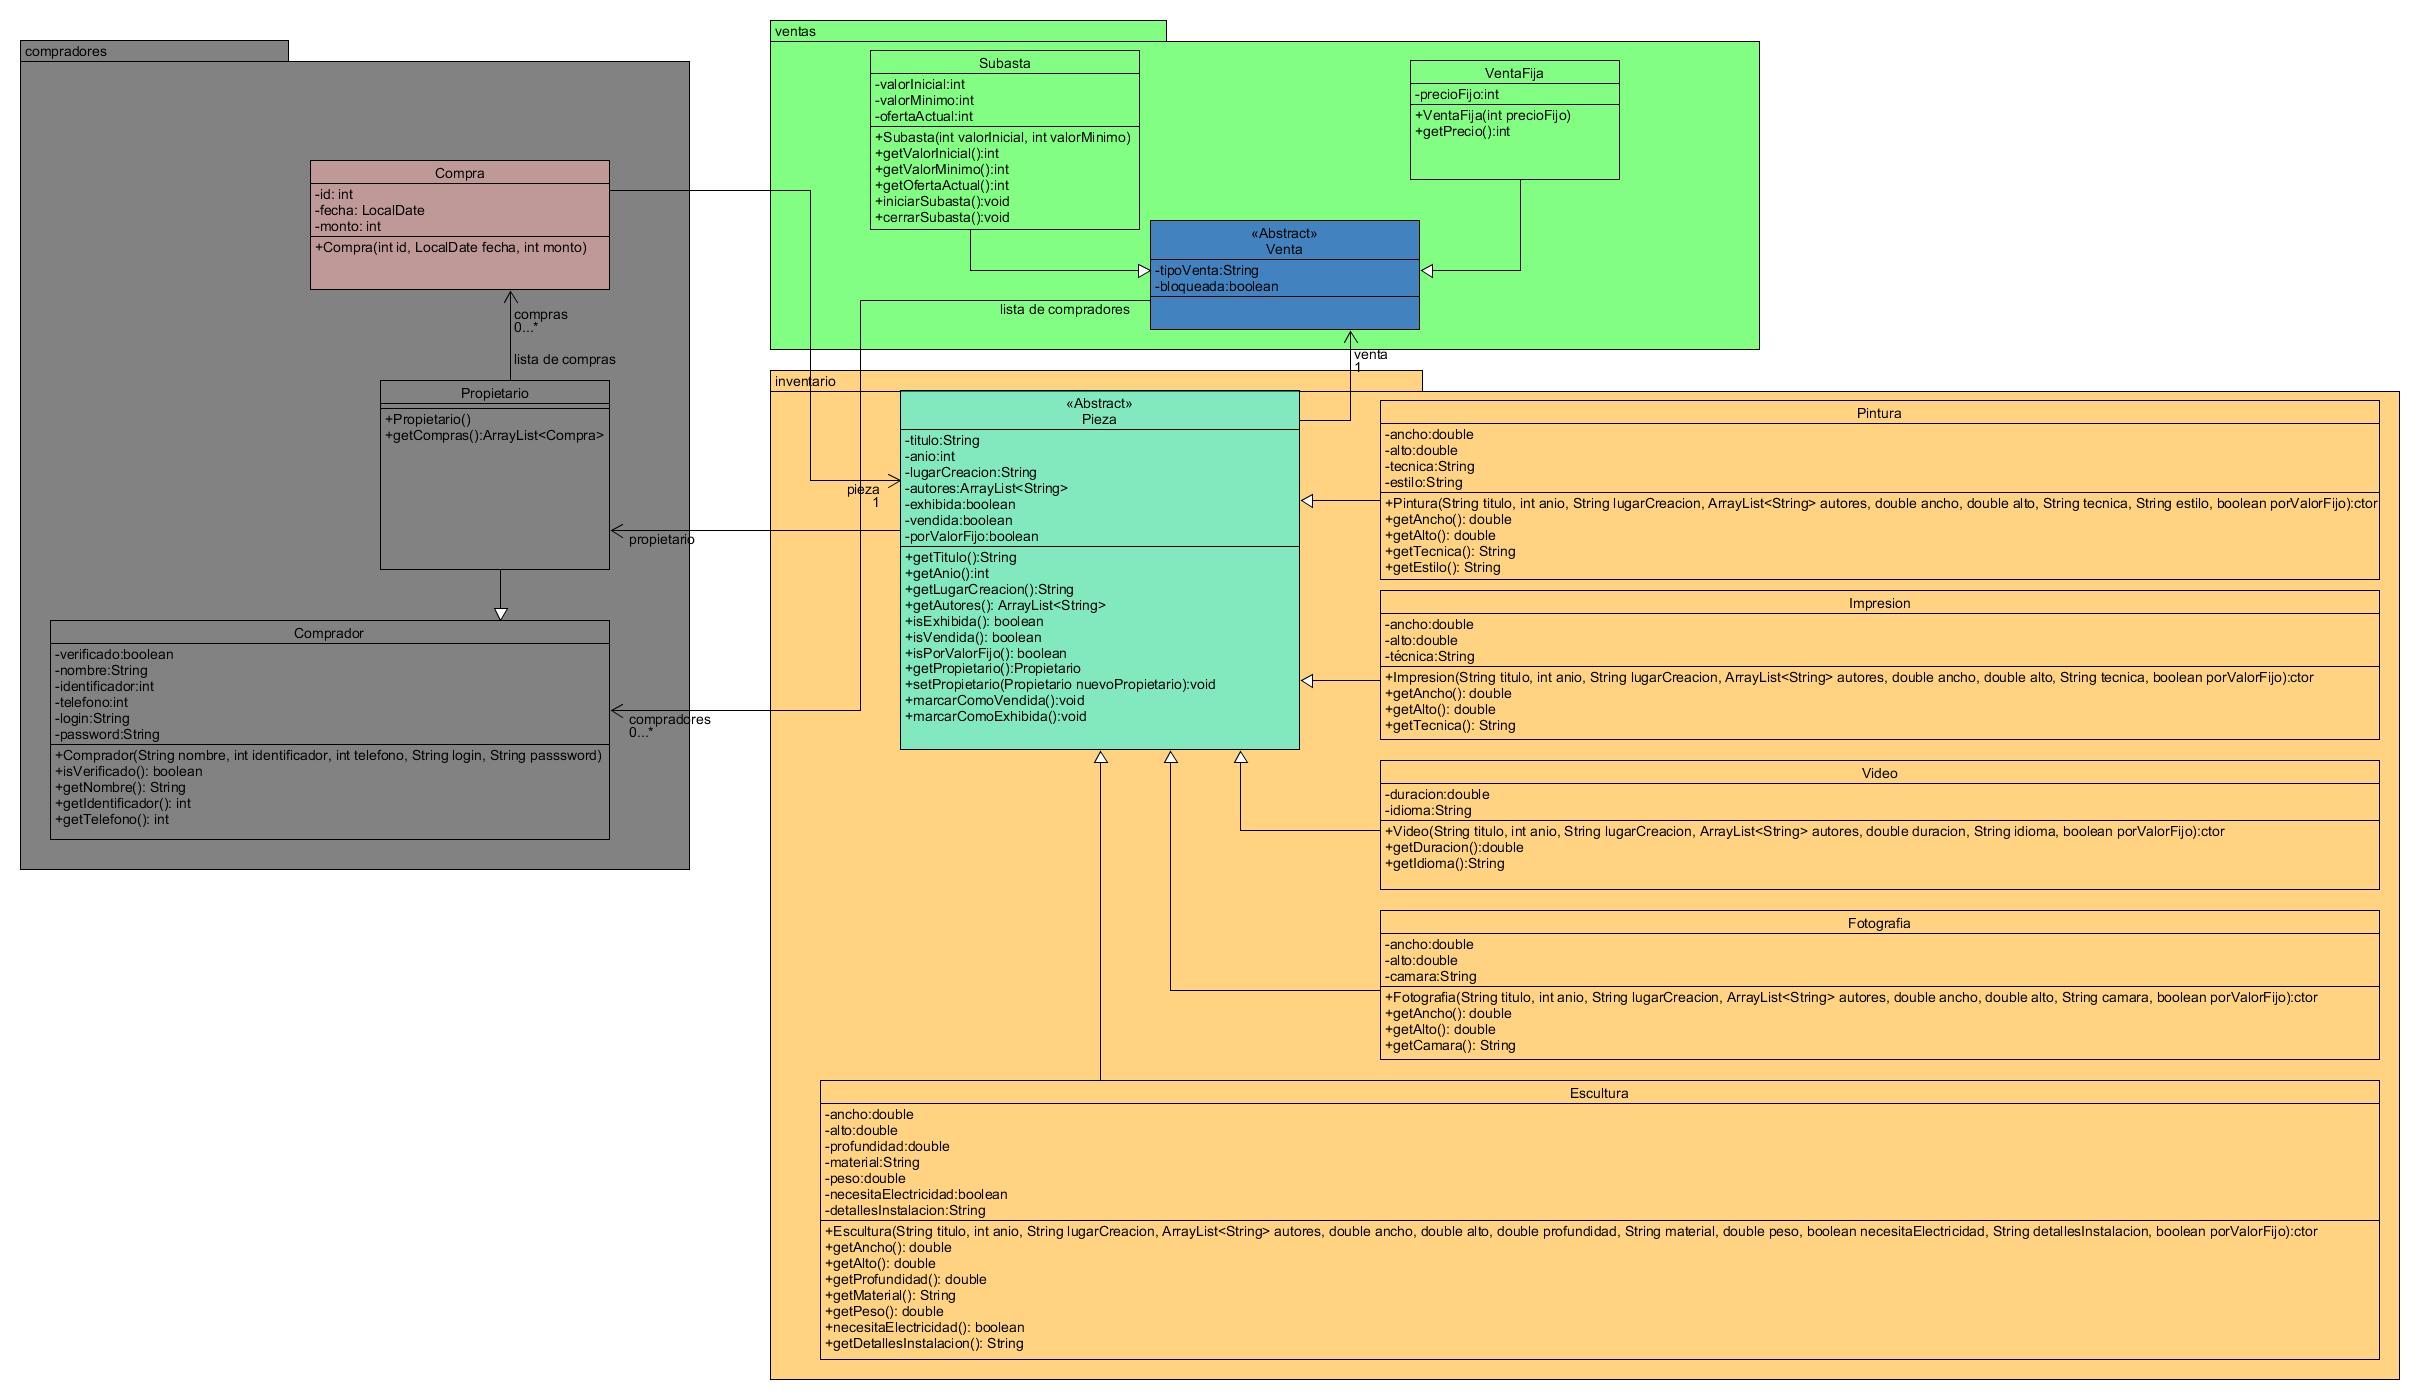 compradores
Compra
-id: int
-fecha: LocalDate
-monto: int
+Compra(int id, LocalDate fecha, int monto)
compras
0...*
lista de compras
Propietario
+Propietario()
+getCompras():ArrayList<Compra>
propietario
Comprador
-verificado:boolean
-nombre:String
-identificador:int
-telefono:int
-login:String
-password:String
+Comprador(String nombre, int identificador, int telefono, String login, String passsword)
+isVerificado(): boolean
+getNombre(): String
+getIdentificador(): int
+getTelefono(): int
compradores
0...*
ventas
Subasta
-valorInicial:int
-valorMinimo:int
-ofertaActual:int
+Subasta(int valorInicial, int valorMinimo)
+getValorInicial():int
+getValorMinimo():int
+getOfertaActual():int
+iniciarSubasta():void
+cerrarSubasta():void
VentaFija
-precioFijo:int
+VentaFija(int precioFijo)
+getPrecio():int
«Abstract»
Venta
-tipoVenta:String
-bloqueada:boolean
lista de compradores
venta
1
inventario
«Abstract»
Pieza
-titulo:String
-anio:int
-lugarCreacion:String
-autores:ArrayList<String>
-exhibida:boolean
-vendida:boolean
-porValorFijo:boolean
+getTitulo():String
+getAnio():int
+getLugarCreacion():String
+getAutores(): ArrayList<String>
+isExhibida(): boolean
+isVendida(): boolean
+isPorValorFijo(): boolean
+getPropietario():Propietario
+setPropietario(Propietario nuevoPropietario):void
+marcarComoVendida():void
+marcarComoExhibida():void
pieza
1
Pintura
-ancho:double
-alto:double
-tecnica:String
-estilo:String
+Pintura(String titulo, int anio, String lugarCreacion, ArrayList<String> autores, double ancho, double alto, String tecnica, String estilo, boolean porValorFijo):ctor
+getAncho(): double
+getAlto(): double
+getTecnica(): String
+getEstilo(): String
Impresion
-ancho:double
-alto:double
-técnica:String
+Impresion(String titulo, int anio, String lugarCreacion, ArrayList<String> autores, double ancho, double alto, String tecnica, boolean porValorFijo):ctor
+getAncho(): double
+getAlto(): double
+getTecnica(): String
Video
-duracion:double
-idioma:String
+Video(String titulo, int anio, String lugarCreacion, ArrayList<String> autores, double duracion, String idioma, boolean porValorFijo):ctor
+getDuracion():double
+getIdioma():String
Fotografia
-ancho:double
-alto:double
-camara:String
+Fotografia(String titulo, int anio, String lugarCreacion, ArrayList<String> autores, double ancho, double alto, String camara, boolean porValorFijo):ctor
+getAncho(): double
+getAlto(): double
+getCamara(): String
Escultura
-ancho:double
-alto:double
-profundidad:double
-material:String
-peso:double
-necesitaElectricidad:boolean
-detallesInstalacion:String
+Escultura(String titulo, int anio, String lugarCreacion, ArrayList<String> autores, double ancho, double alto, double profundidad, String material, double peso, boolean necesitaElectricidad, String detallesInstalacion, boolean porValorFijo):ctor
+getAncho(): double
+getAlto(): double
+getProfundidad(): double
+getMaterial(): String
+getPeso(): double
+necesitaElectricidad(): boolean
+getDetallesInstalacion(): String